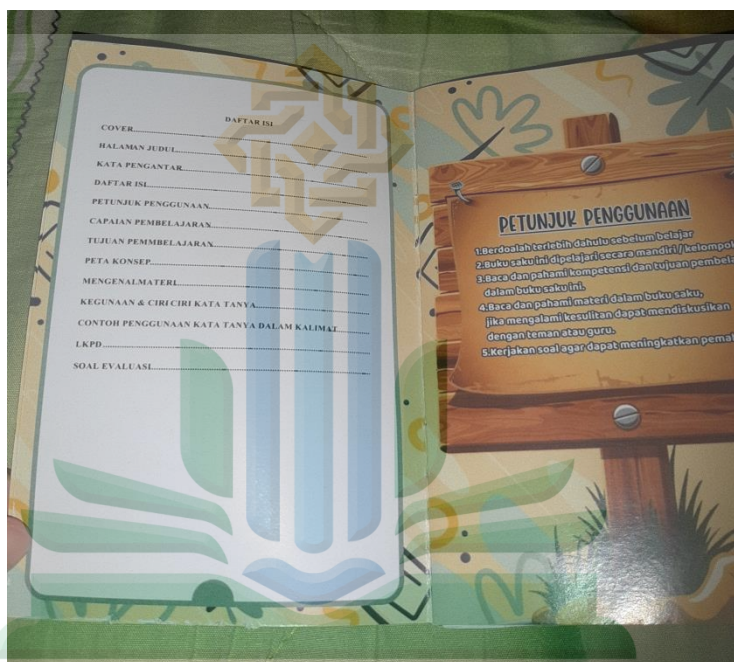 DAFTAR ISI
COVER
HALAMAN JUDUL
KATA PENGANTAR
DAFTAR ISI
PETUNJUK PENGGUNAAN
CAPAIAN PEMBELAJARAN
TUJUAN PEMMBELAJARAN
PETA KONSEP
MENGENALMATERI
KEGUNAAN & CIRI CIRI KATA TANYA
CONTOH PENGGUNAAN KATA TANYA DALAM KALIMAT
LKPD
SOAL EVALUASI
PETUNJUK PENGGUNAAN
1.Berdoalah terlebih dahulu sebelum belajar
2.Buku saku ini dipelajari secara mandiri / kelompok
3.Baca dan pahami kompetensi dan tujuan
dalam buku saku ini.
4.Baca dan pahami materi dalam buku saku,
jika mengalami kesulitan dapat mendiskusikan
dengan teman atau guru.
5.Kerjakan soal agar dapat meningkatkan